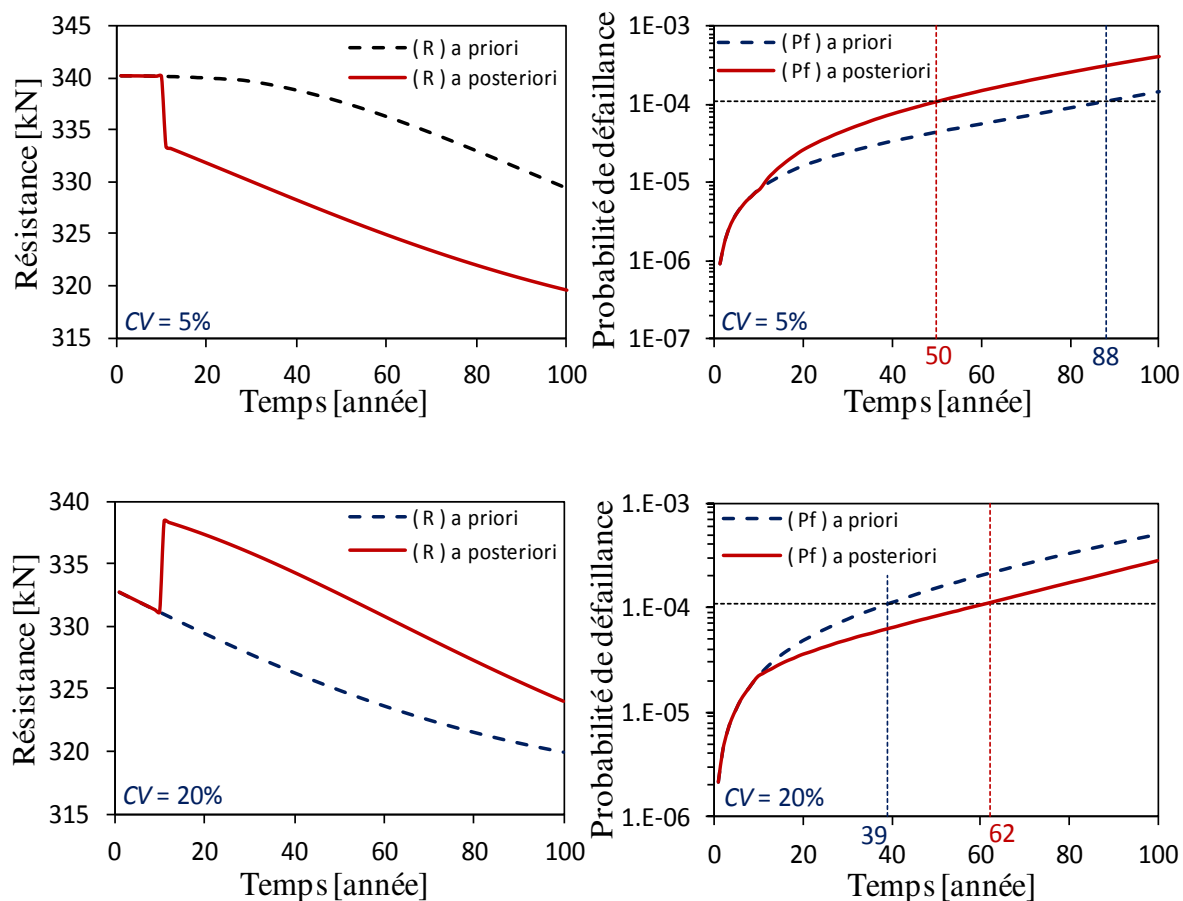 345
340
335
330
325
320
315
Résistance [kN]
( R ) a priori
( R ) a posteriori
CV = 5%
0 20 40 60 80 100
Temps [année]
1E-03
1E-04
1E-05
1E-06
1E-07
Probabilité de défaillance
( Pf ) a priori
( Pf ) a posteriori
CV = 5%
50 88
0 20 40 60 80 100
Temps [année]
340
335
330
325
320
315
Résistance [kN]
( R ) a priori
( R ) a posteriori
CV = 20%
0 20 40 60 80 100
Temps [année]
1.E-03
1.E-04
1.E-05
1.E-06
Probabilité de défaillance
( Pf ) a priori
( Pf ) a posteriori
CV = 20%
39 62
0 20 40 60 80 100
Temps [année]